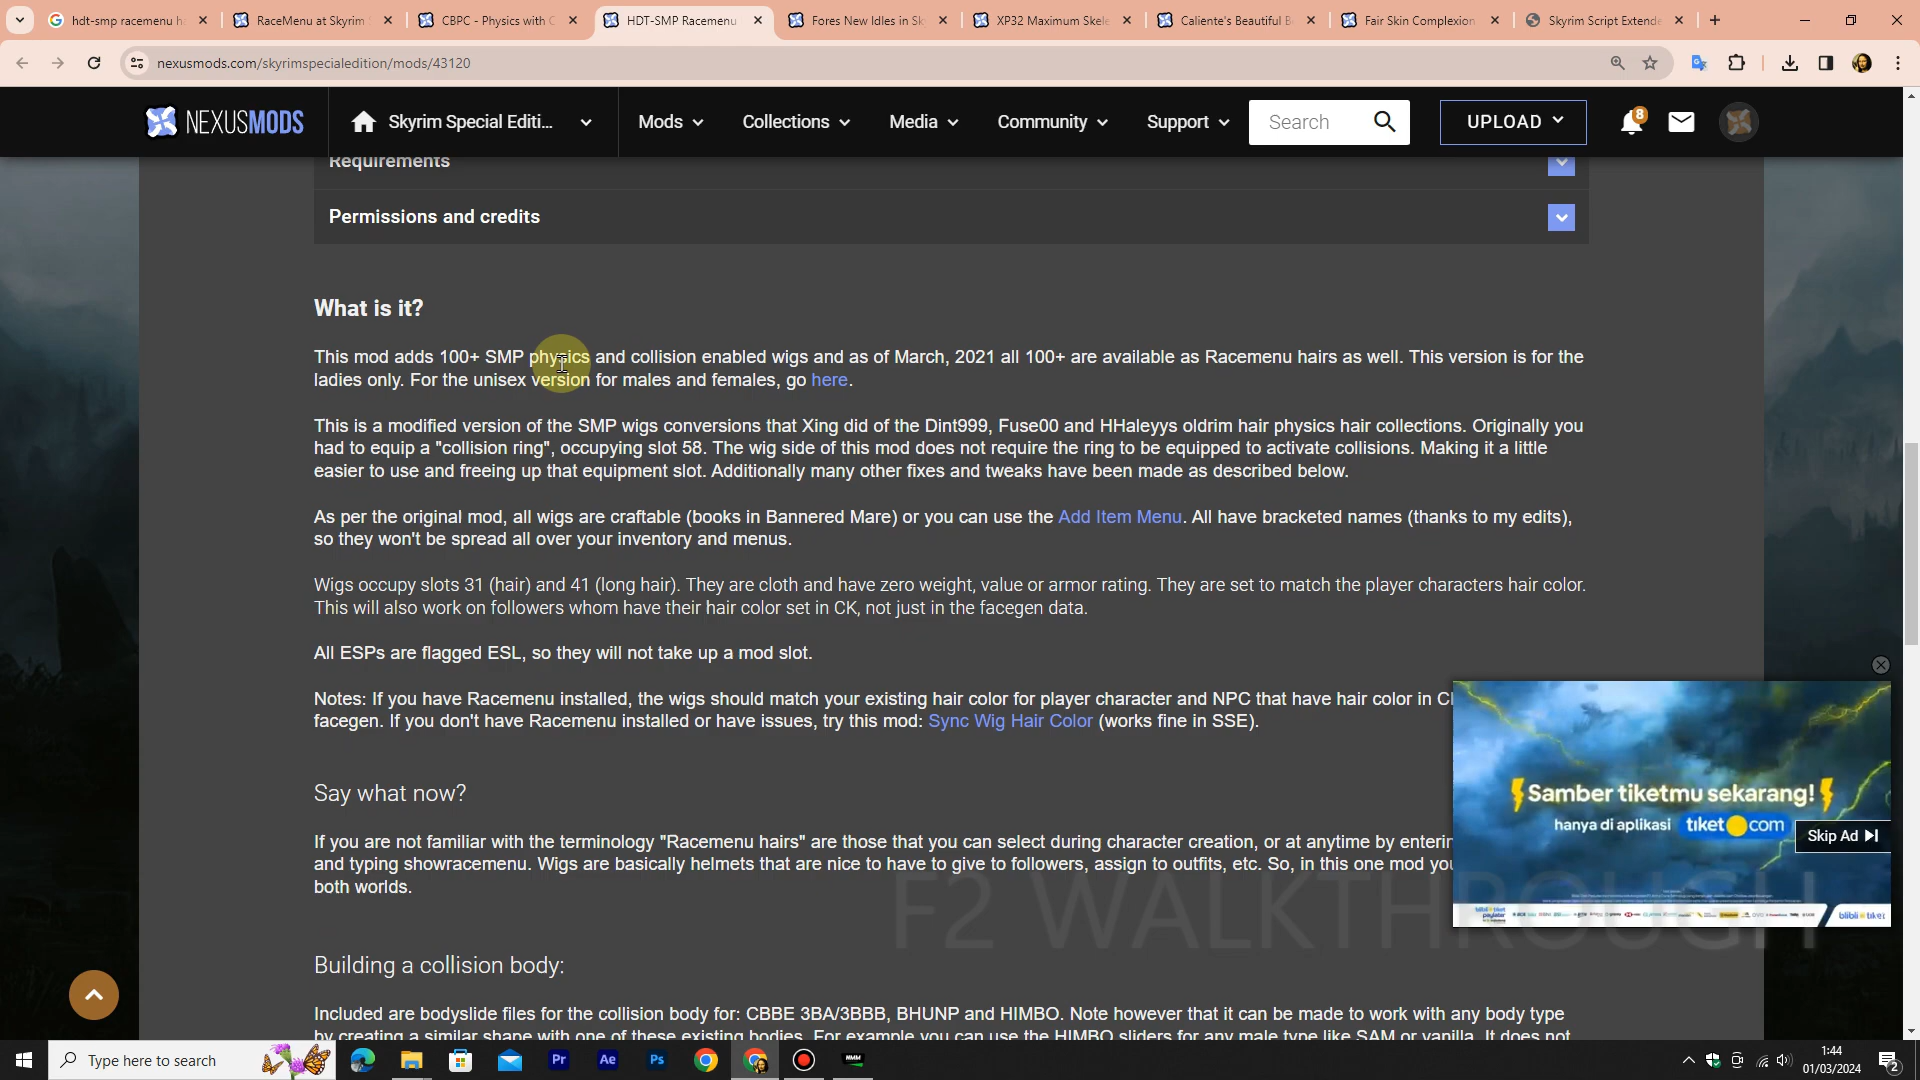 hdt-smp racemenu h
RaceMenu at Skyrim
CBPC - Physics with C
HDT-SMP Racemenu
Fores New Idles in Sk
XP32 Maximum Skele
Caliente's Beautiful B
Fair Skin Complexion
Skyrim Script Extende
nexusmods.com/skyrimspecialedition/mods/43120
NEXUSMODS
Skyrim Special Editi...
Mods
Collections
Media
Community
Support
Search
UPLOAD
8
Requirements
Permissions and credits
What is it?
This mod adds 100+ SMP physics and collision enabled wigs and as of March, 2021 all 100+ are available as Racemenu hairs as well. This version is for the
ladies only. For the unisex version for males and females, go here.
This is a modified version of the SMP wigs conversions that Xing did of the Dint999, Fuse00 and HHaleyys oldrim hair physics hair collections. Originally you
had to equip a "collision ring", occupying slot 58. The wig side of this mod does not require the ring to be equipped to activate collisions. Making it a little
easier to use and freeing up that equipment slot. Additionally many other fixes and tweaks have been made as described below.
As per the original mod, all wigs are craftable (books in Bannered Mare) or you can use the Add Item Menu. All have bracketed names (thanks to my edits),
so they won't be spread all over your inventory and menus.
Wigs occupy slots 31 (hair) and 41 (long hair). They are cloth and have zero weight, value or armor rating. They are set to match the player characters hair color.
This will also work on followers whom have their hair color set in CK, not just in the facegen data.
All ESPs are flagged ESL, so they will not take up a mod slot.
Notes: If you have Racemenu installed, the wigs should match your existing hair color for player character and NPC that have hair color in C
facegen. If you don't have Racemenu installed or have issues, try this mod: Sync Wig Hair Color (works fine in SSE).
Say what now?
If you are not familiar with the terminology "Racemenu hairs" are those that you can select during character creation, or at anytime by enterin
and typing showracemenu. Wigs are basically helmets that are nice to have to give to followers, assign to outfits, etc. So, in this one mod you
both worlds.
Samber tiketmu sekarang!
hanya di aplikasi tiket.com
Skip Ad
blibli tiket
F2 WALKTHROUGH
Building a collision body:
Included are bodyslide files for the collision body for: CBBE 3BA/3BBB, BHUNP and HIMBO. Note however that it can be made to work with any body type
by creating a similar shape with one of these existing bodies. For example you can use the HIMBO sliders for any male type like SAM or vanilla. It does not
Type here to search
Pr
Ae
Ps
NMM
1:44
01/03/2024
2